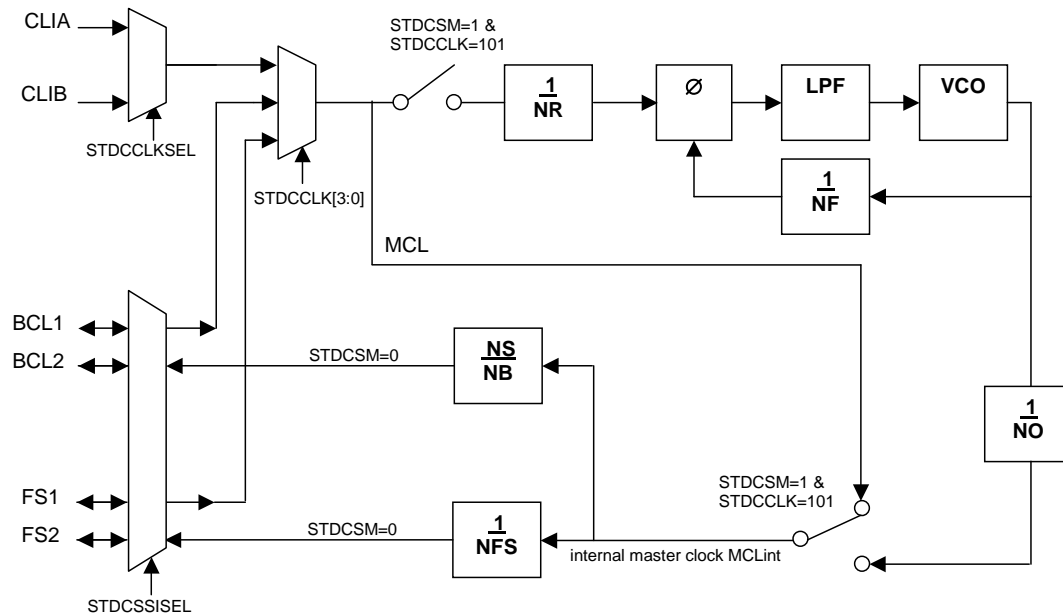 CLIA
CLIB
STDCCLKSEL
STDCCLK[3:0]
STDCSM=1 &
STDCCLK=101
1
NR
Ø
LPF
VCO
1
NF
MCL
BCL1
BCL2
STDCSM=0
NS
NB
1
NO
FS1
FS2
STDCSM=0
1
NFS
STDCSM=1 &
STDCCLK=101
internal master clock MCLint
STDCSSISEL